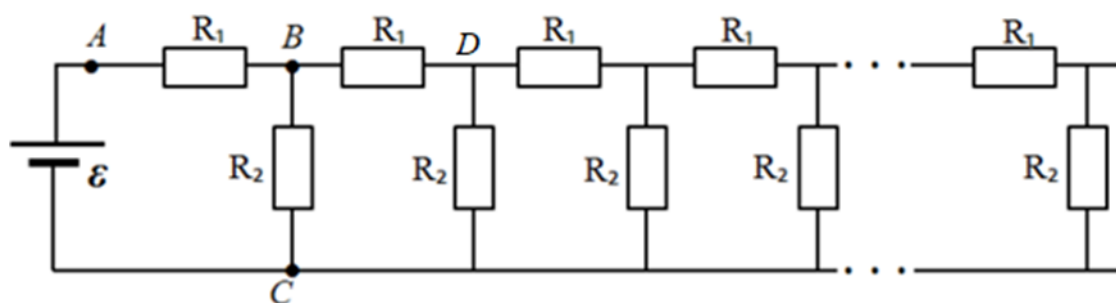 A R₁ B R₁ D R₁ R₁ · · · R₁
ε R₂ R₂ R₂ R₂ · · · R₂
C